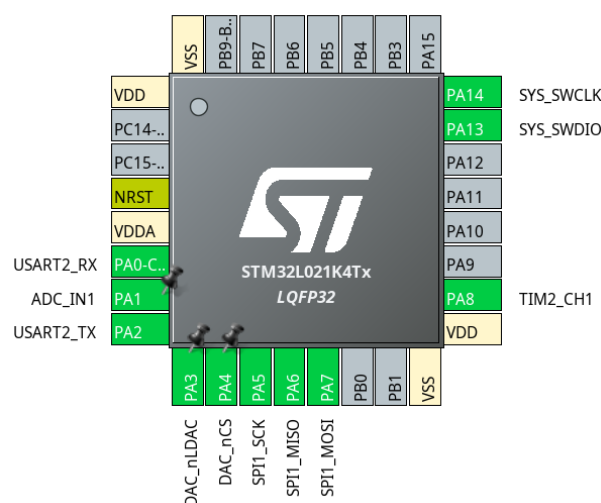 VSS
PB9-B..
PB7
PB6
PB5
PB4
PB3
PA15
VDD
PC14-..
PC15-..
NRST
VDDA
USART2_RX PA0-C..
ADC_IN1 PA1
USART2_TX PA2
STM32L021K4Tx
LQFP32
PA14 SYS_SWCLK
PA13 SYS_SWDIO
PA12
PA11
PA10
PA9
PA8 TIM2_CH1
VDD
PA3 DAC_nLDAC
PA4 DAC_nCS
PA5 SPI1_SCK
PA6 SPI1_MISO
PA7 SPI1_MOSI
PB0
PB1
VSS